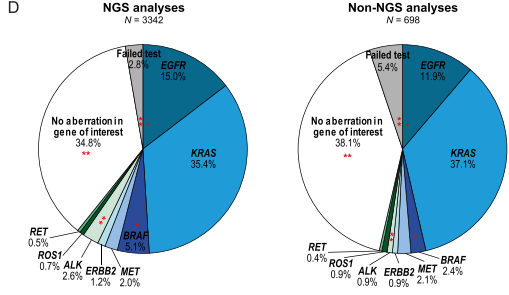 D
NGS analyses
N = 3342
Failed test
2.8%
EGFR
15.0%
No aberration in
gene of interest
34.8%
**
**
KRAS
35.4%
**
*
BRAF
5.1%
RET
0.5%
ROS1
0.7%
ALK
2.6%
ERBB2
1.2%
MET
2.0%
Non-NGS analyses
N = 698
Failed test
5.4%
EGFR
11.9%
No aberration in
gene of interest
38.1%
**
**
KRAS
37.1%
**
*
RET
0.4%
ROS1
0.9%
ALK
0.9%
ERBB2
0.9%
MET
2.1%
BRAF
2.4%